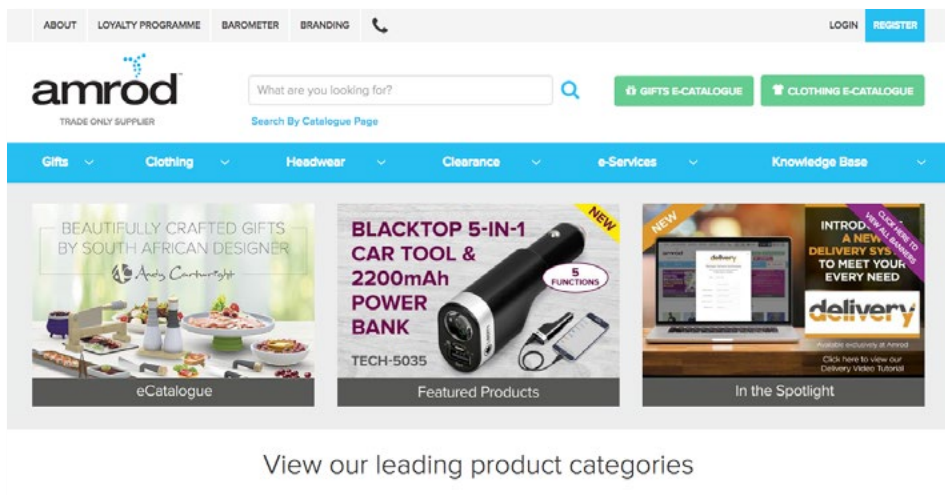 ABOUT LOYALTY PROGRAMME BAROMETER BRANDING LOGIN REGISTER
amrod
TRADE ONLY SUPPLIER
What are you looking for?
Search By Catalogue Page
GIFTS E-CATALOGUE CLOTHING E-CATALOGUE
Gifts Clothing Headwear Clearance e-Services Knowledge Base
BEAUTIFULLY CRAFTED GIFTS
BY SOUTH AFRICAN DESIGNER
Andy Cartwright
eCatalogue
BLACKTOP 5-IN-1
CAR TOOL &
2200mAh
POWER
BANK
TECH-5035
NEW
5
FUNCTIONS
Featured Products
NEW
amrod
delivery
CLICK HERE TO
VIEW ALL BANNERS
A NEW
DELIVERY
TO MEET YOUR
EVERY NEED
delivery
Available exclusively at Amrod
Click here to view our
Delivery Video Tutorial
In the Spotlight
View our leading product categories